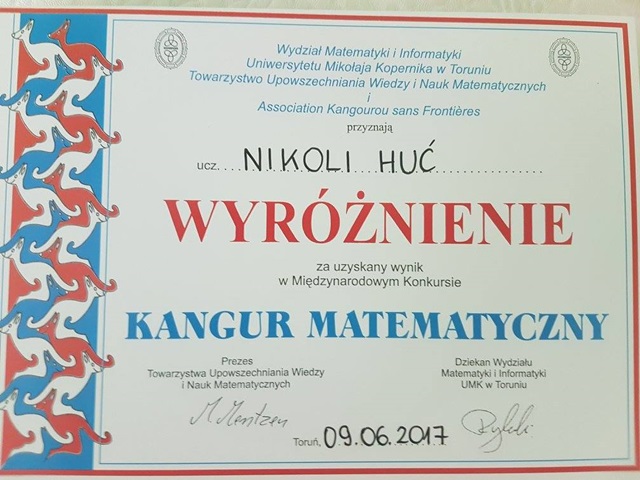 Wydział Matematyki i Informatyki
Uniwersytetu Mikołaja Kopernika w Toruniu
Towarzystwo Upowszechniania Wiedzy i Nauk Matematycznych
i
Association Kangourou sans Frontières
przyznają
ucz. NIKOLI HUĆ
WYRÓŻNIENIE
za uzyskany wynik
w Międzynarodowym Konkursie
KANGUR MATEMATYCZNY
Prezes
Towarzystwa Upowszechniania Wiedzy
i Nauk Matematycznych
Dziekan Wydziału
Matematyki i Informatyki
UMK w Toruniu
Toruń, 09.06.2017